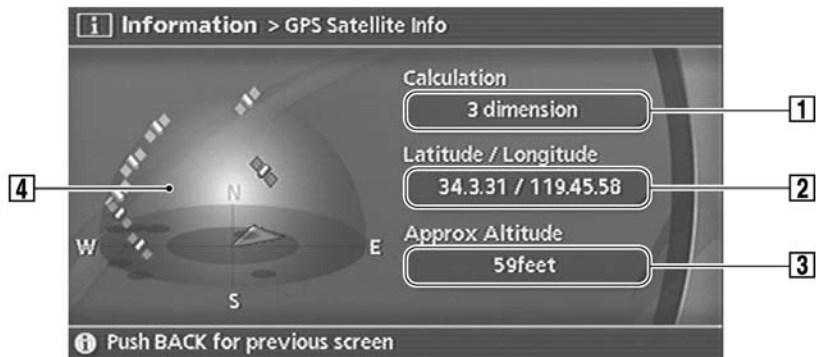 i Information > GPS Satellite Info
Calculation
3 dimension
1
Latitude / Longitude
34.3.31 / 119.45.58
2
4
N
W
E
S
Approx Altitude
59feet
3
i Push BACK for previous screen